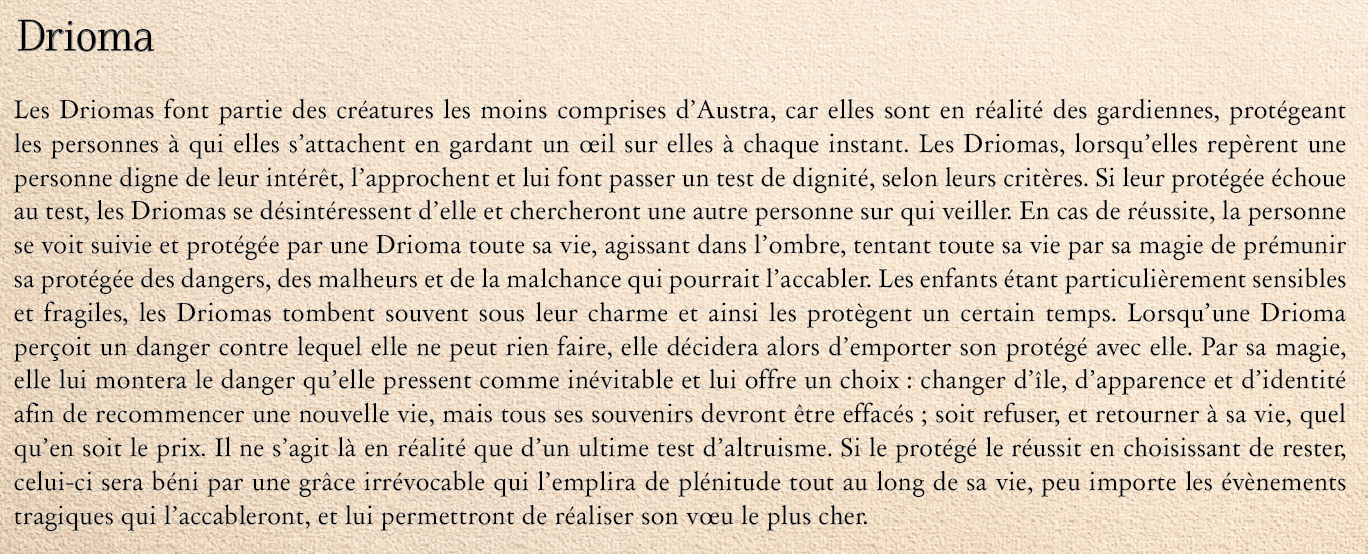 Drioma
Les Driomas font partie des créatures les moins comprises d’Austra, car elles sont en réalité des gardiennes, protégeant
les personnes à qui elles s’attachent en gardant un œil sur elles à chaque instant. Les Driomas, lorsqu’elles repèrent une
personne digne de leur intérêt, l’approchent et lui font passer un test de dignité, selon leurs critères. Si leur protégée échoue
au test, les Driomas se désintéressent d’elle et chercheront une autre personne sur qui veiller. En cas de réussite, la personne
se voit suivie et protégée par une Drioma toute sa vie, agissant dans l’ombre, tentant toute sa vie par sa magie de prémunir
sa protégée des dangers, des malheurs et de la malchance qui pourrait l’accabler. Les enfants étant particulièrement sensibles
et fragiles, les Driomas tombent souvent sous leur charme et ainsi les protègent un certain temps. Lorsqu’une Drioma
perçoit un danger contre lequel elle ne peut rien faire, elle décidera alors d’emporter son protégé avec elle. Par sa magie,
elle lui montera le danger qu’elle pressent comme inévitable et lui offre un choix : changer d’île, d’apparence et d’identité
afin de recommencer une nouvelle vie, mais tous ses souvenirs devront être effacés ; soit refuser, et retourner à sa vie, quel
qu’en soit le prix. Il ne s’agit là en réalité que d’un ultime test d’altruisme. Si le protégé le réussit en choisissant de rester,
celui-ci sera béni par une grâce irrévocable qui l’emplira de plénitude tout au long de sa vie, peu importe les évènements
tragiques qui l’accableront, et lui permettront de réaliser son vœu le plus cher.